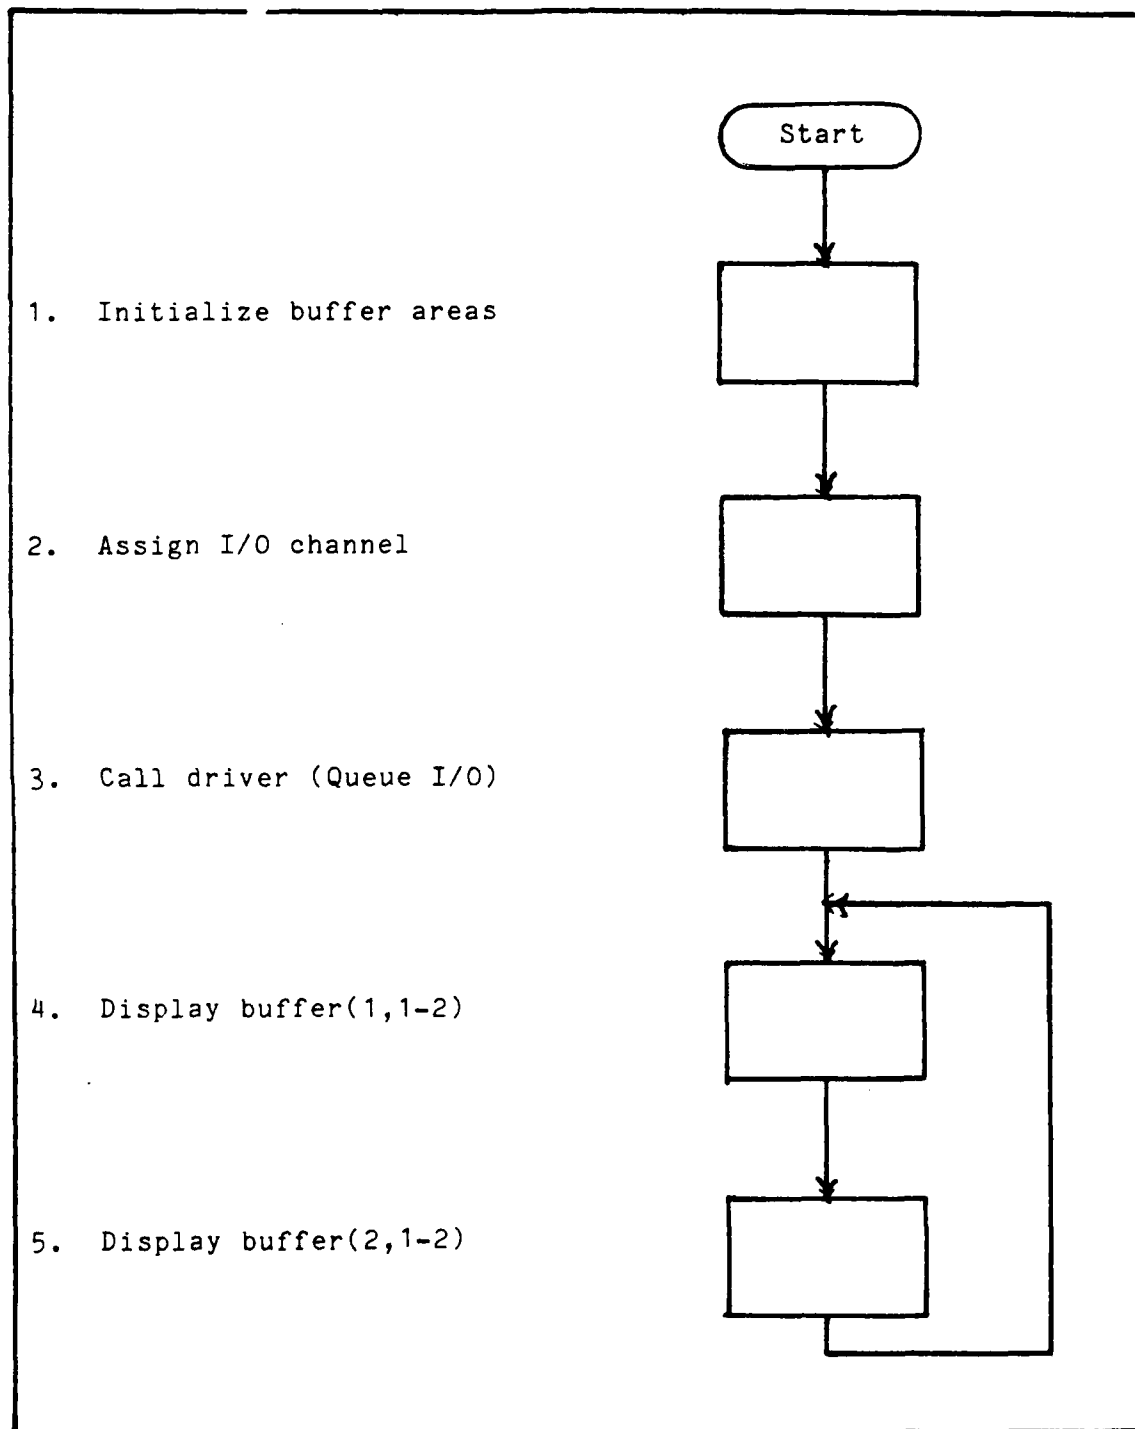 Start
1. Initialize buffer areas
2. Assign I/O channel
3. Call driver (Queue I/O)
4. Display buffer(1,1-2)
5. Display buffer(2,1-2)